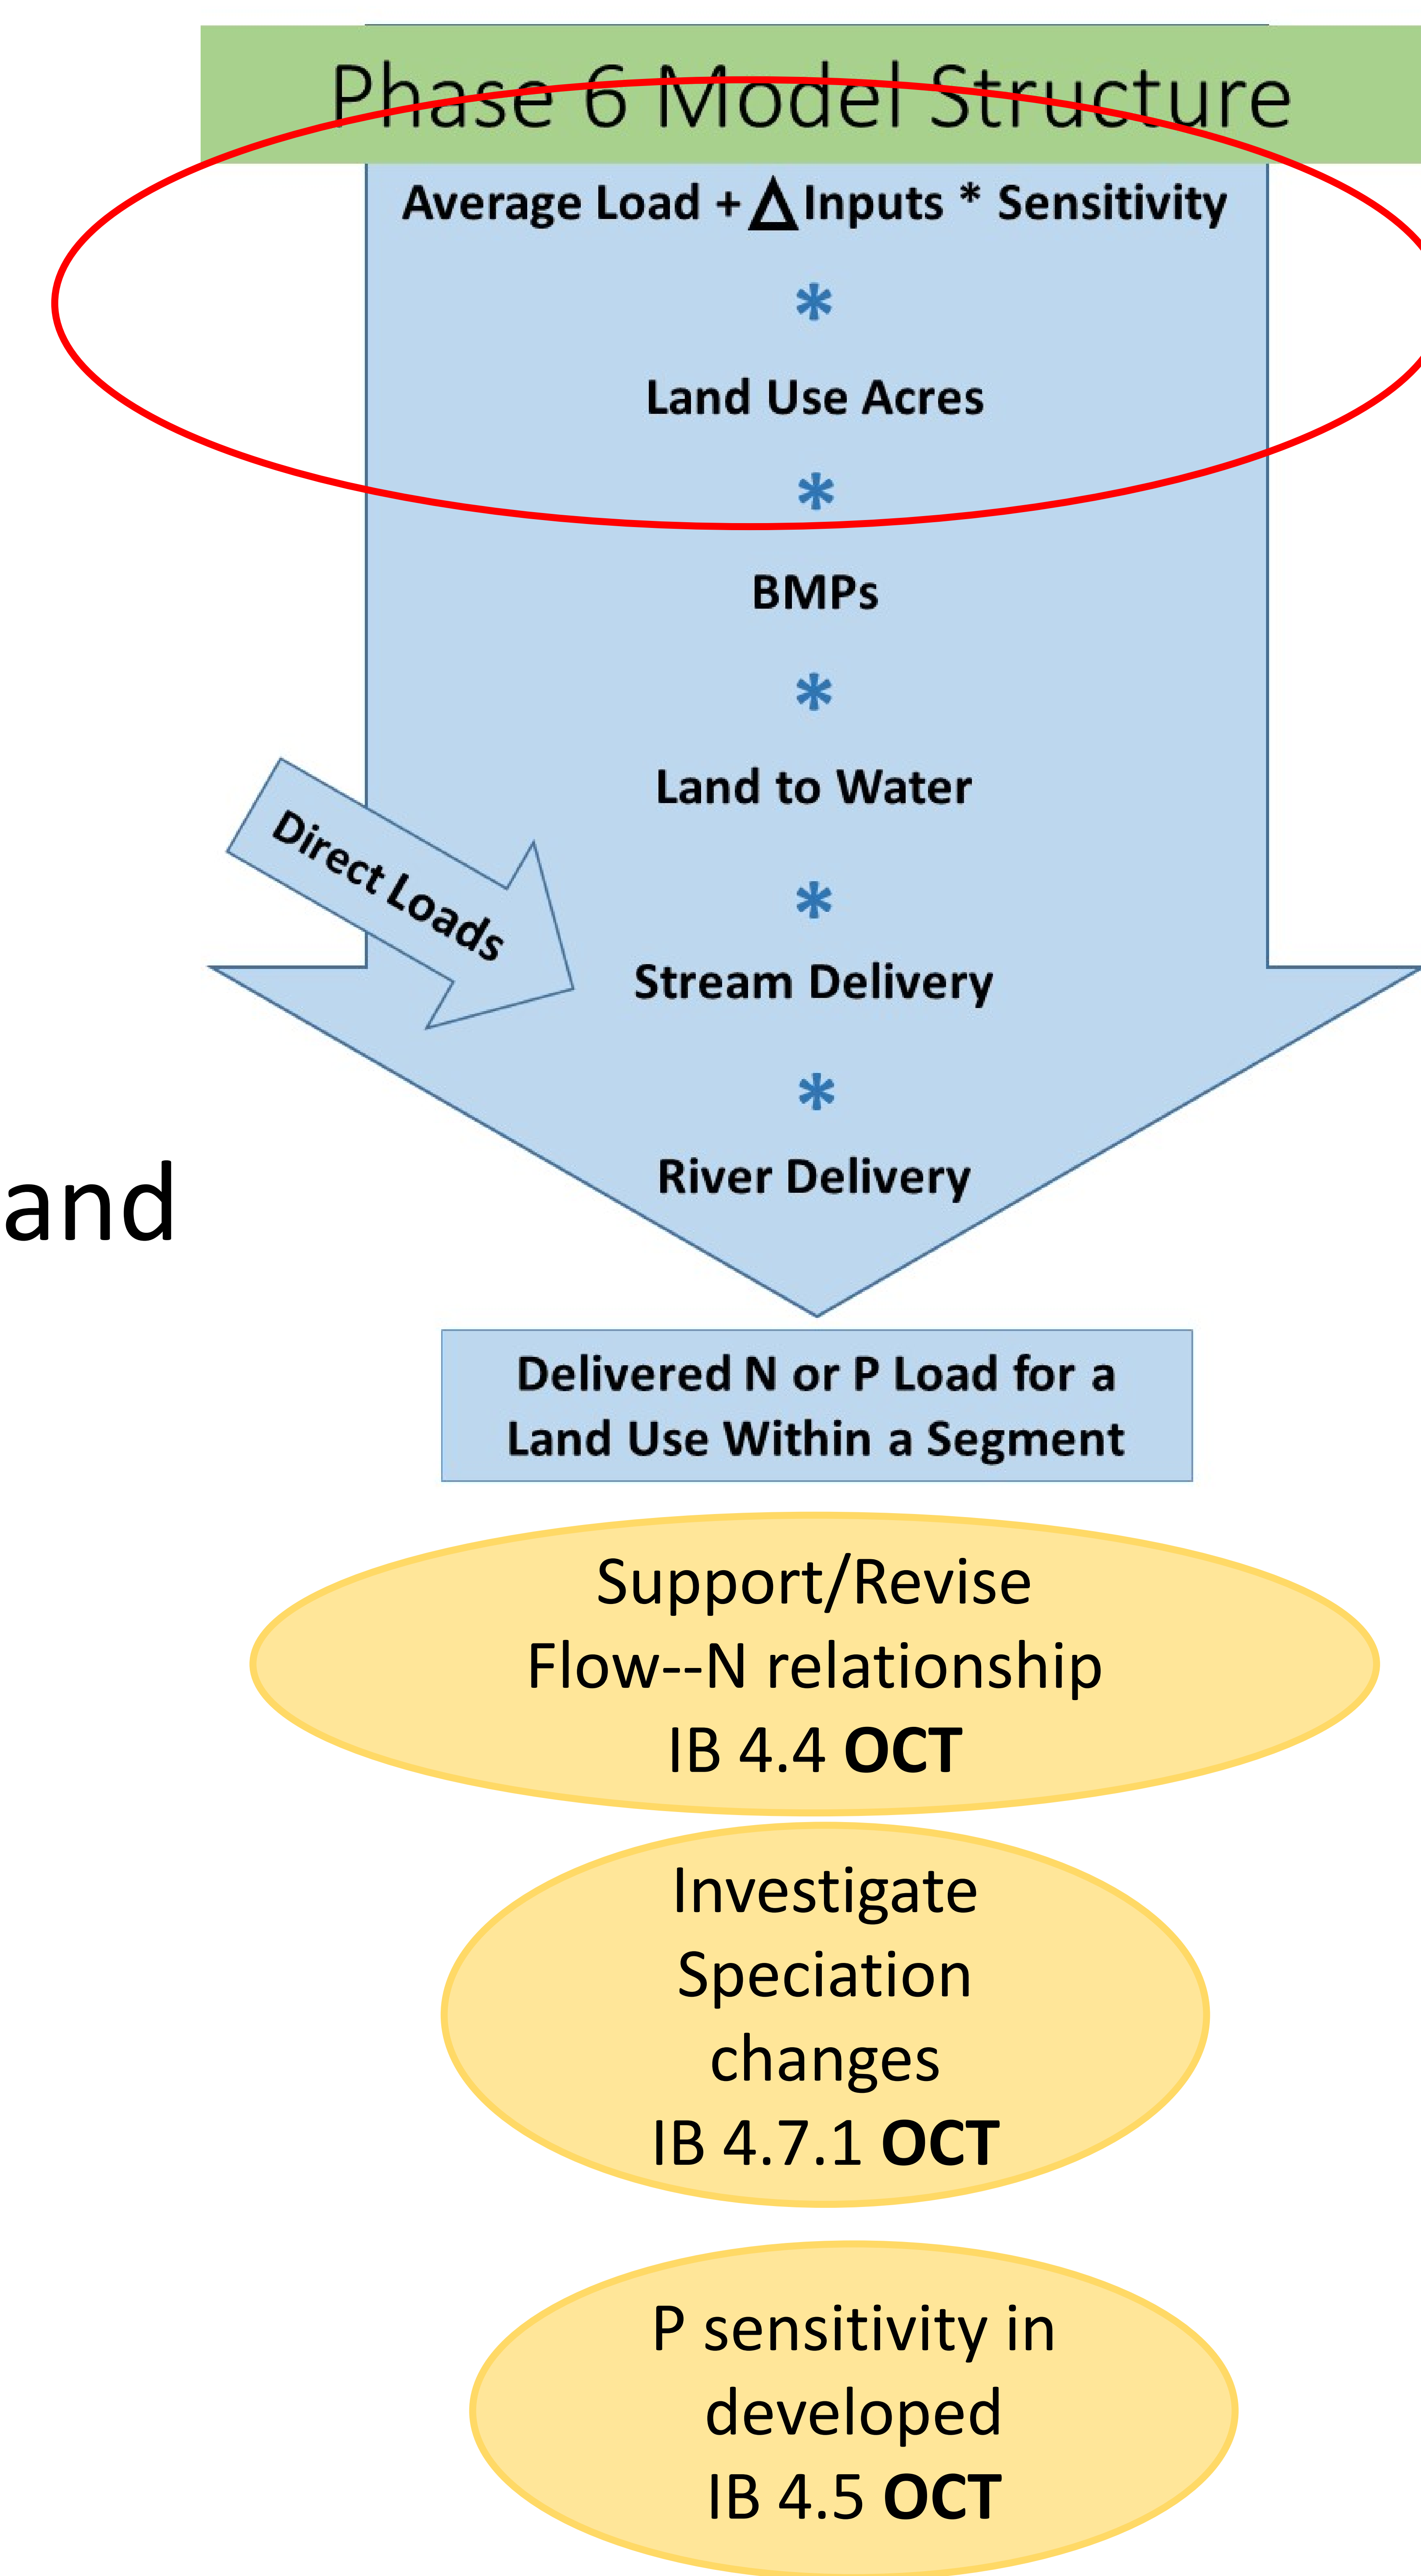 Phase 6 Model Structure
Average Load + Δ Inputs * Sensitivity
*
Land Use Acres
*
BMPs
*
Land to Water
Direct Loads
*
Stream Delivery
*
River Delivery
and
Delivered N or P Load for a
Land Use Within a Segment
Support/Revise
Flow--N relationship
IB 4.4 OCT
Investigate
Speciation
changes
IB 4.7.1 OCT
P sensitivity in
developed
IB 4.5 OCT